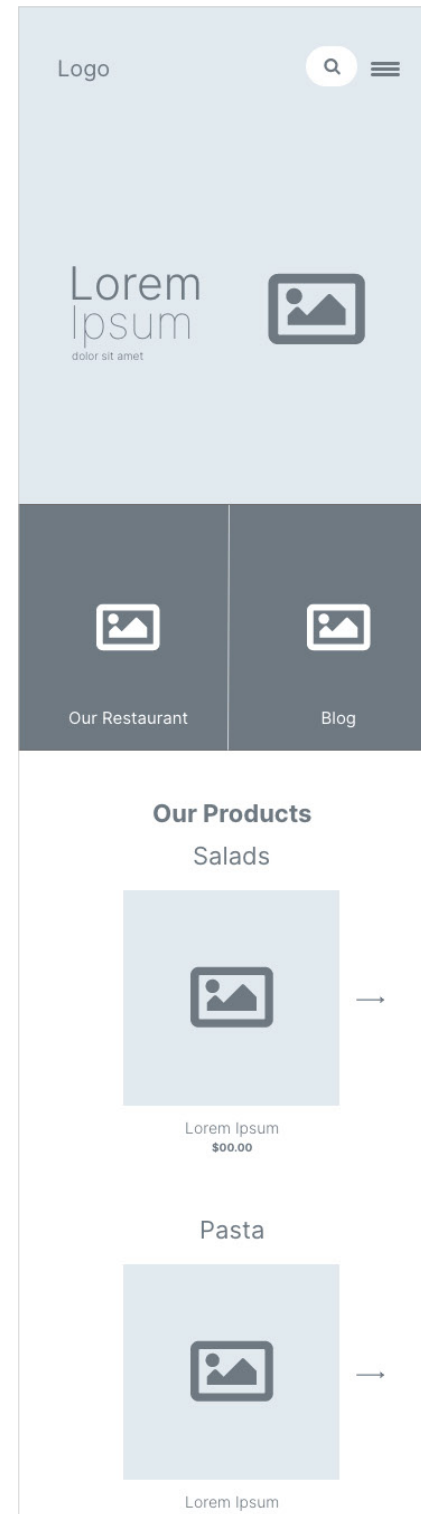 Logo
Lorem
Ipsum
dolor sit amet
Our Restaurant
Blog
Our Products
Salads
Lorem Ipsum
$00.00
Pasta
Lorem Ipsum